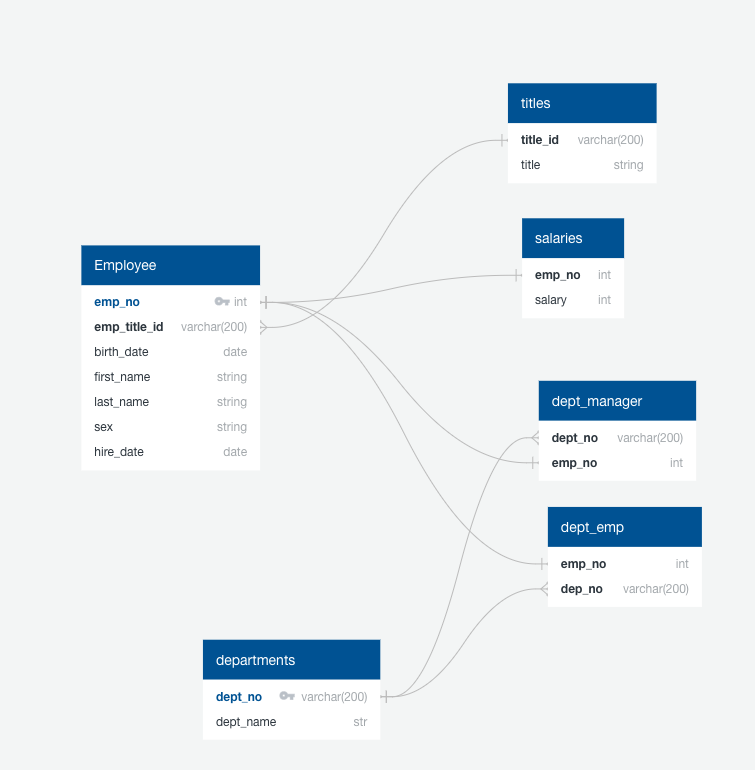 titles
title_id varchar(200)
title string
salaries
emp_no int
salary int
Employee
emp_no int
emp_title_id varchar(200)
birth_date date
first_name string
last_name string
sex string
hire_date date
dept_manager
dept_no varchar(200)
emp_no int
dept_emp
emp_no int
dep_no varchar(200)
departments
dept_no varchar(200)
dept_name str